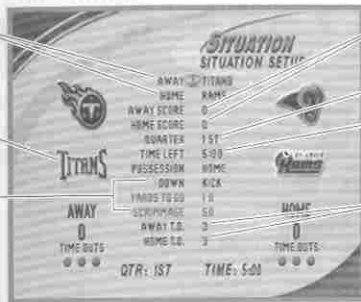 SITUATION
SITUATION SETUP
AWAY TITANS
HOME RAMS
AWAY SCORE 0
HOME SCORE 0
QUARTER 1ST
TIME LEFT 5:00
POSSESSION HOME
DOWN KICK
YARDS TO GO 10
SCRIMMAGE 50
AWAY T.O. 3
HOME T.O. 3
TITANS
AWAY
0
TIME OUTS
Rams
HOME
0
TIME OUTS
QTR: 1ST TIME: 5:00